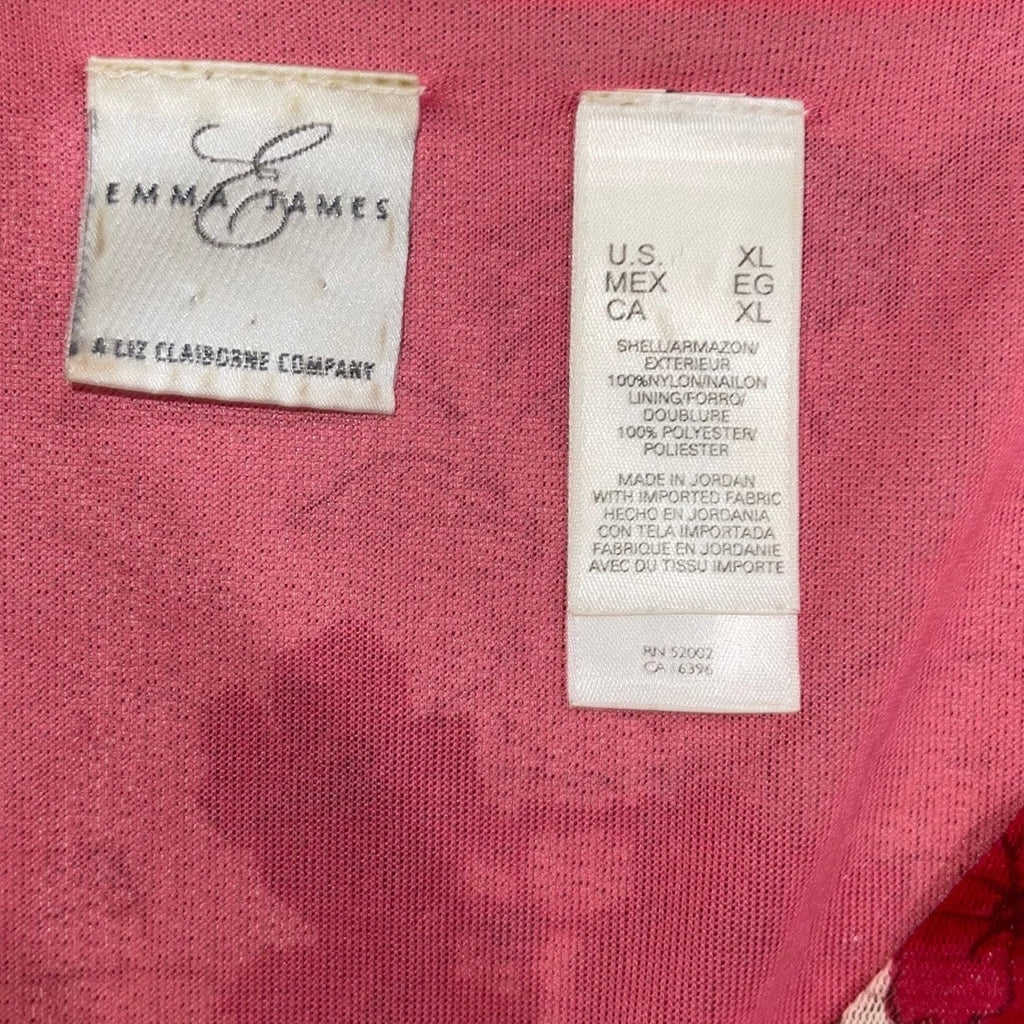 E
EMMA JAMES
A LIZ CLAIBORNE COMPANY
U.S. XL
MEX EG
CA XL
SHELL/ARMAZON/
EXTERIEUR
100%NYLON/NAILON
LINING/FORRO/
DOUBLURE
100% POLYESTER/
POLIESTER
MADE IN JORDAN
WITH IMPORTED FABRIC
HECHO EN JORDANIA
CON TELA IMPORTADA
FABRIQUE EN JORDANIE
AVEC DU TISSU IMPORTE
RN 52002
CA 16396